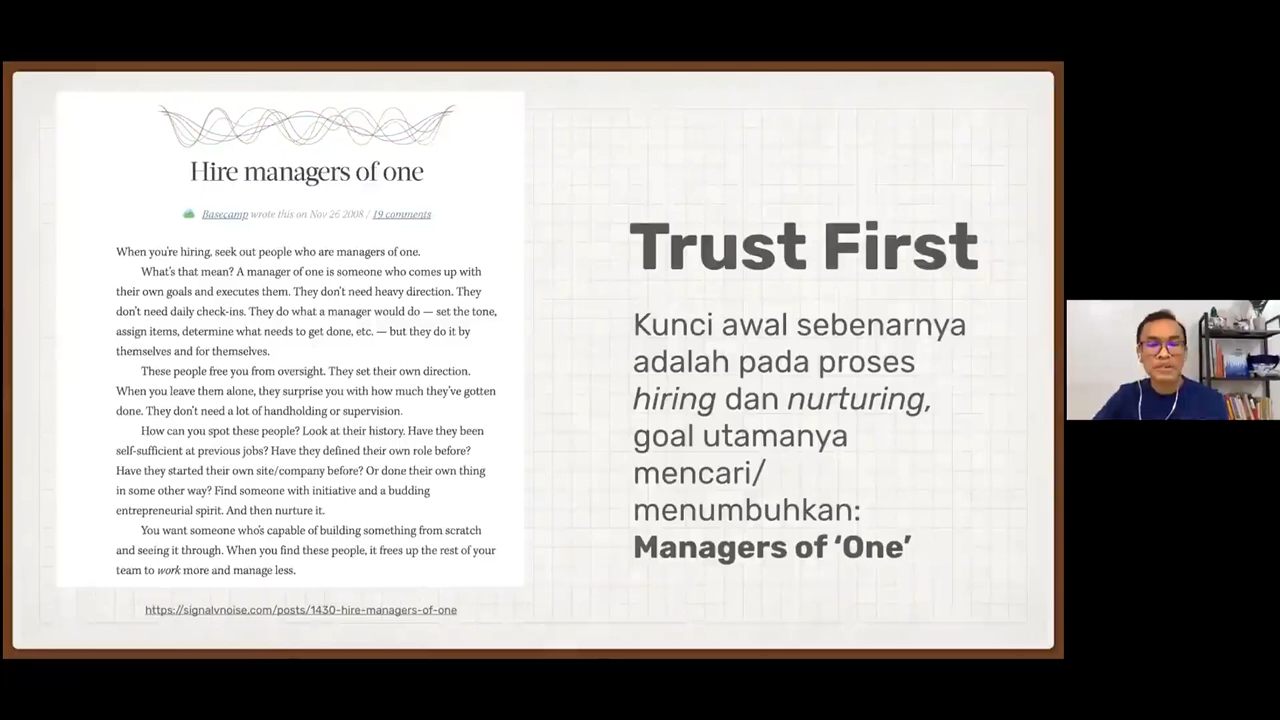 Hire managers of one
Basecamp wrote this on Nov 26 2008 / 19 comments
When you're hiring, seek out people who are managers of one.
What's that mean? A manager of one is someone who comes up with
their own goals and executes them. They don't need heavy direction. They
don't need daily check-ins. They do what a manager would do — set the tone,
assign items, determine what needs to get done, etc. — but they do it by
themselves and for themselves.
These people free you from oversight. They set their own direction.
When you leave them alone, they surprise you with how much they've gotten
done. They don't need a lot of handholding or supervision.
How can you spot these people? Look at their history. Have they been
self-sufficient at previous jobs? Have they defined their own role before?
Have they started their own site/company before? Or done their own thing
in some other way? Find someone with initiative and a budding
entrepreneurial spirit. And then nurture it.
You want someone who's capable of building something from scratch
and seeing it through. When you find these people, it frees up the rest of your
team to work more and manage less.
https://signalvnoise.com/posts/1430-hire-managers-of-one
Trust First
Kunci awal sebenarnya
adalah pada proses
hiring dan nurturing,
goal utamanya
mencari/
menumbuhkan:
Managers of ‘One’